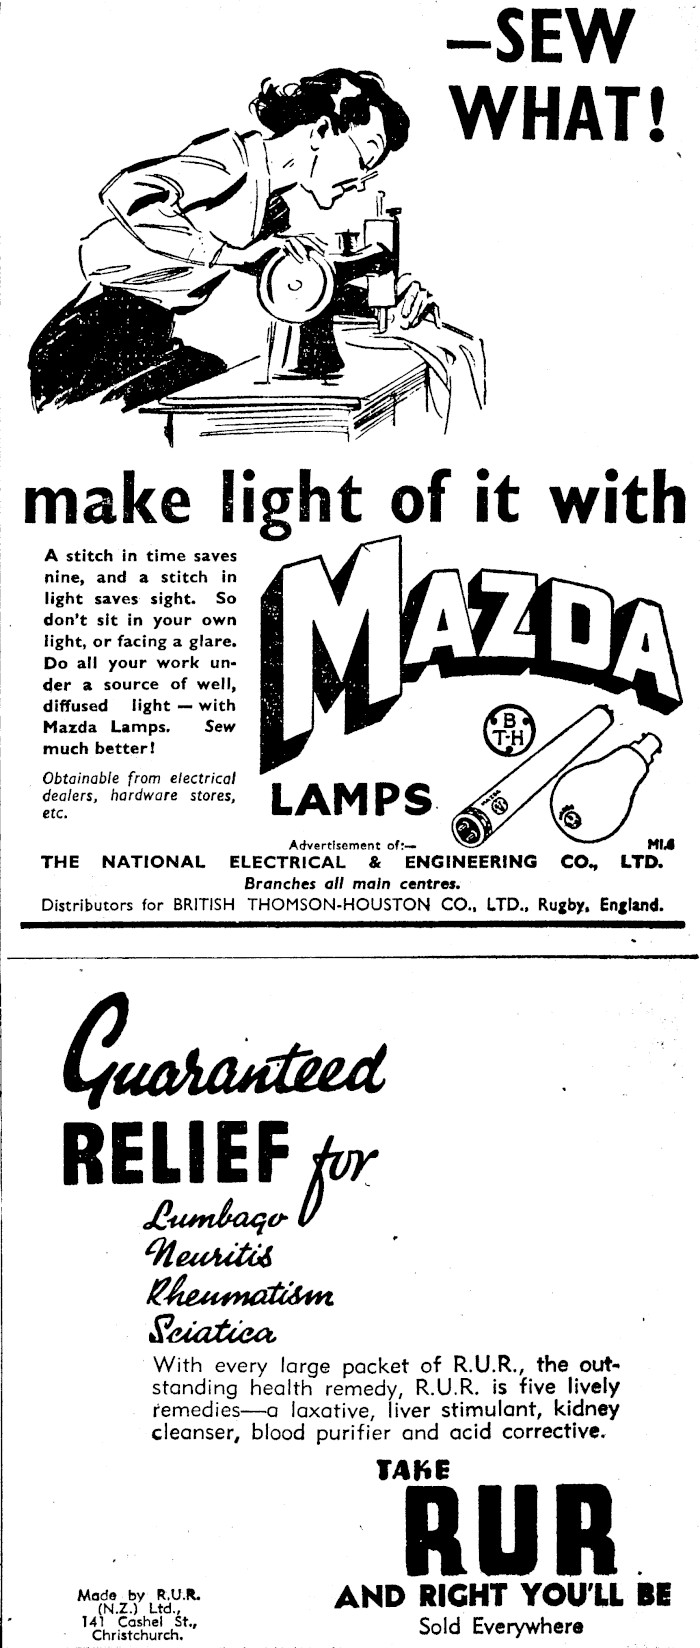 —SEW
WHAT!
make light of it with
A stitch in time saves
nine, and a stitch in
light saves sight. So
don't sit in your own
light, or facing a glare.
Do all your work un-
der a source of well,
diffused light — with
Mazda Lamps. Sew
much better!
Obtainable from electrical
dealers, hardware stores,
etc.
MAZDA
B
T-H
LAMPS
MAZDA
M1.6
Advertisement of:—
THE NATIONAL ELECTRICAL & ENGINEERING CO., LTD.
Branches all main centres.
Distributors for BRITISH THOMSON-HOUSTON CO., LTD., Rugby, England.
Guaranteed
RELIEF for
Lumbago
Neuritis
Rheumatism
Sciatica
With every large packet of R.U.R., the out-
standing health remedy, R.U.R. is five lively
remedies—a laxative, liver stimulant, kidney
cleanser, blood purifier and acid corrective.
TAKE
RUR
AND RIGHT YOU'LL BE
Sold Everywhere
Made by R.U.R.
(N.Z.) Ltd.,
141 Cashel St.,
Christchurch.